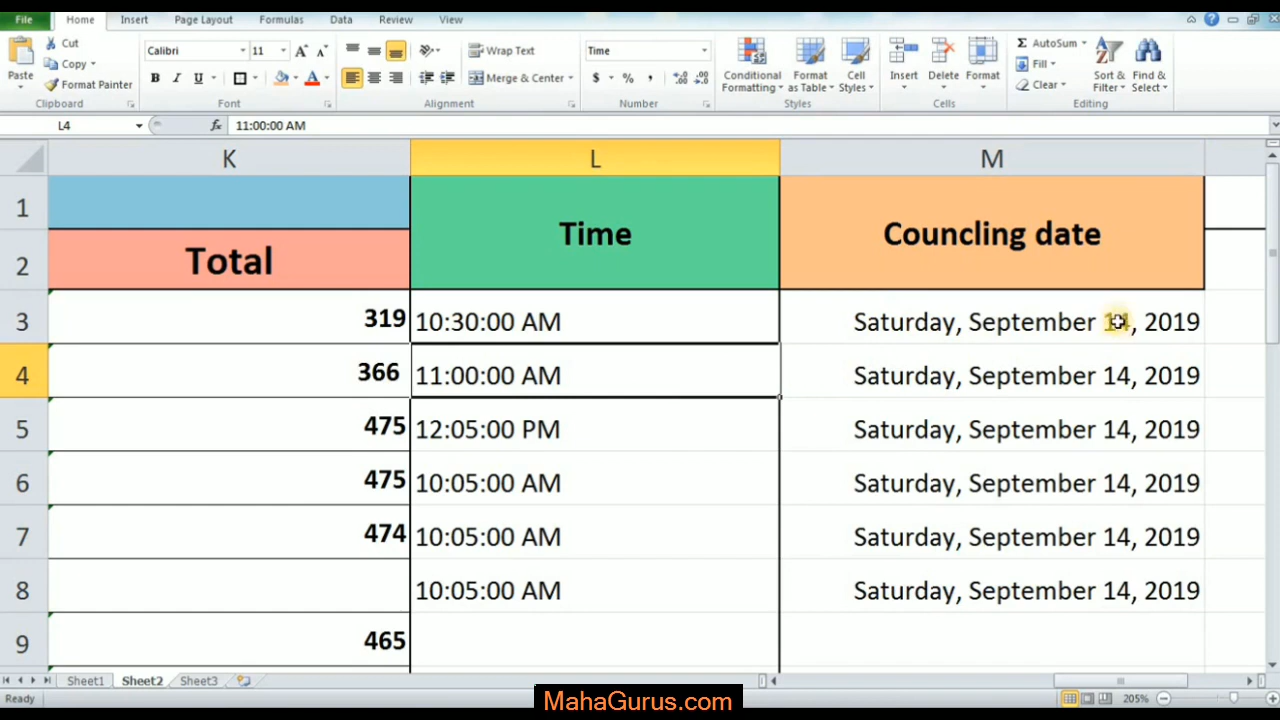 File Home Insert Page Layout Formulas Data Review View
Paste Cut Copy Format Painter Clipboard
Calibri 11 A A B I U A Font
Wrap Text Merge & Center Alignment
Time $ % , Number
Conditional Formatting Format as Table Cell Styles Styles
Insert Delete Format Cells
Σ AutoSum Fill Clear Sort & Filter Find & Select Editing
L4 fx 11:00:00 AM
K L M
1 Time Councling date
2 Total
3 319 10:30:00 AM Saturday, September 14, 2019
4 366 11:00:00 AM Saturday, September 14, 2019
5 475 12:05:00 PM Saturday, September 14, 2019
6 475 10:05:00 AM Saturday, September 14, 2019
7 474 10:05:00 AM Saturday, September 14, 2019
8 10:05:00 AM Saturday, September 14, 2019
9 465
Sheet1 Sheet2 Sheet3
Ready MahaGurus.com 205%